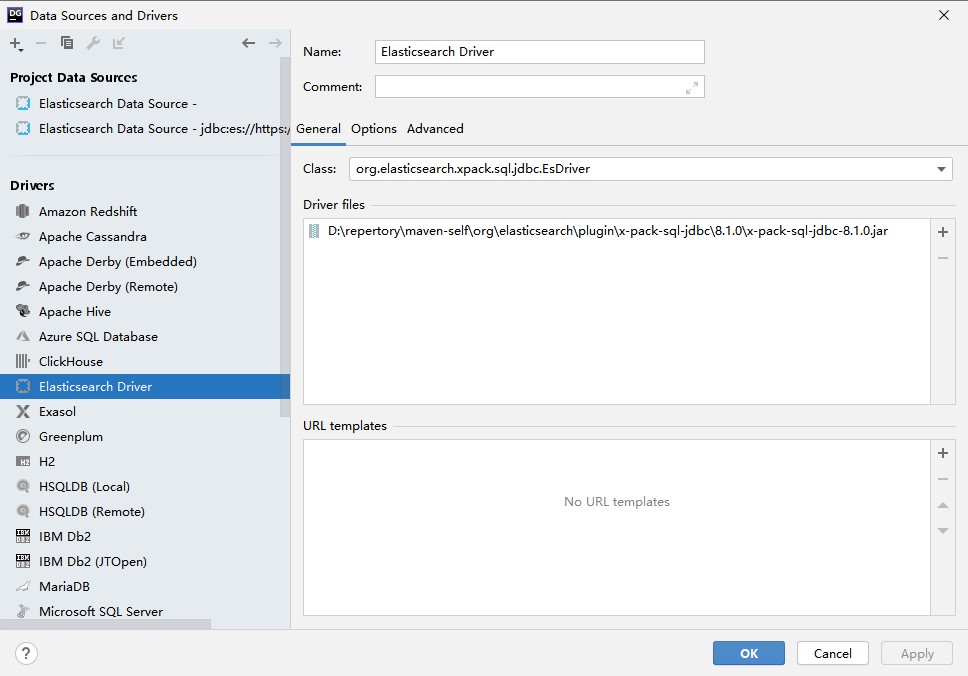 DG Data Sources and Drivers
Project Data Sources
Elasticsearch Data Source -
Elasticsearch Data Source - jdbc:es://https:/
Drivers
Amazon Redshift
Apache Cassandra
Apache Derby (Embedded)
Apache Derby (Remote)
Apache Hive
Azure SQL Database
ClickHouse
Elasticsearch Driver
Exasol
Greenplum
H2
HSQLDB (Local)
HSQLDB (Remote)
IBM Db2
IBM Db2 (JTOpen)
MariaDB
Microsoft SQL Server
Name: Elasticsearch Driver
Comment:
General Options Advanced
Class: org.elasticsearch.xpack.sql.jdbc.EsDriver
Driver files
D:\repertory\maven-self\org\elasticsearch\plugin\x-pack-sql-jdbc\8.1.0\x-pack-sql-jdbc-8.1.0.jar
URL templates
No URL templates
? OK Cancel Apply